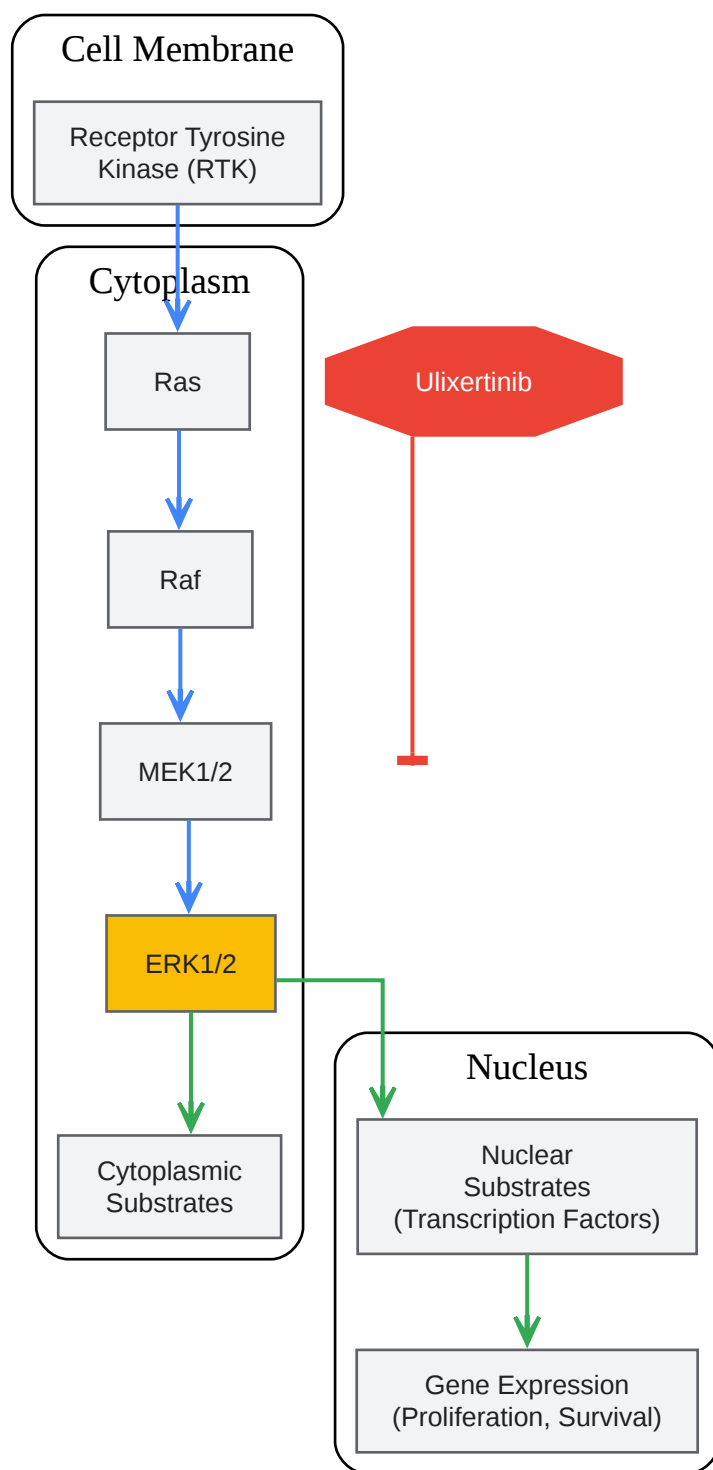 Cell Membrane
Receptor Tyrosine
Kinase (RTK)
Cytoplasm
Ras
Ulixertinib
Raf
MEK1/2
ERK1/2
Nucleus
Cytoplasmic
Substrates
Nuclear
Substrates
(Transcription Factors)
Gene Expression
(Proliferation, Survival)